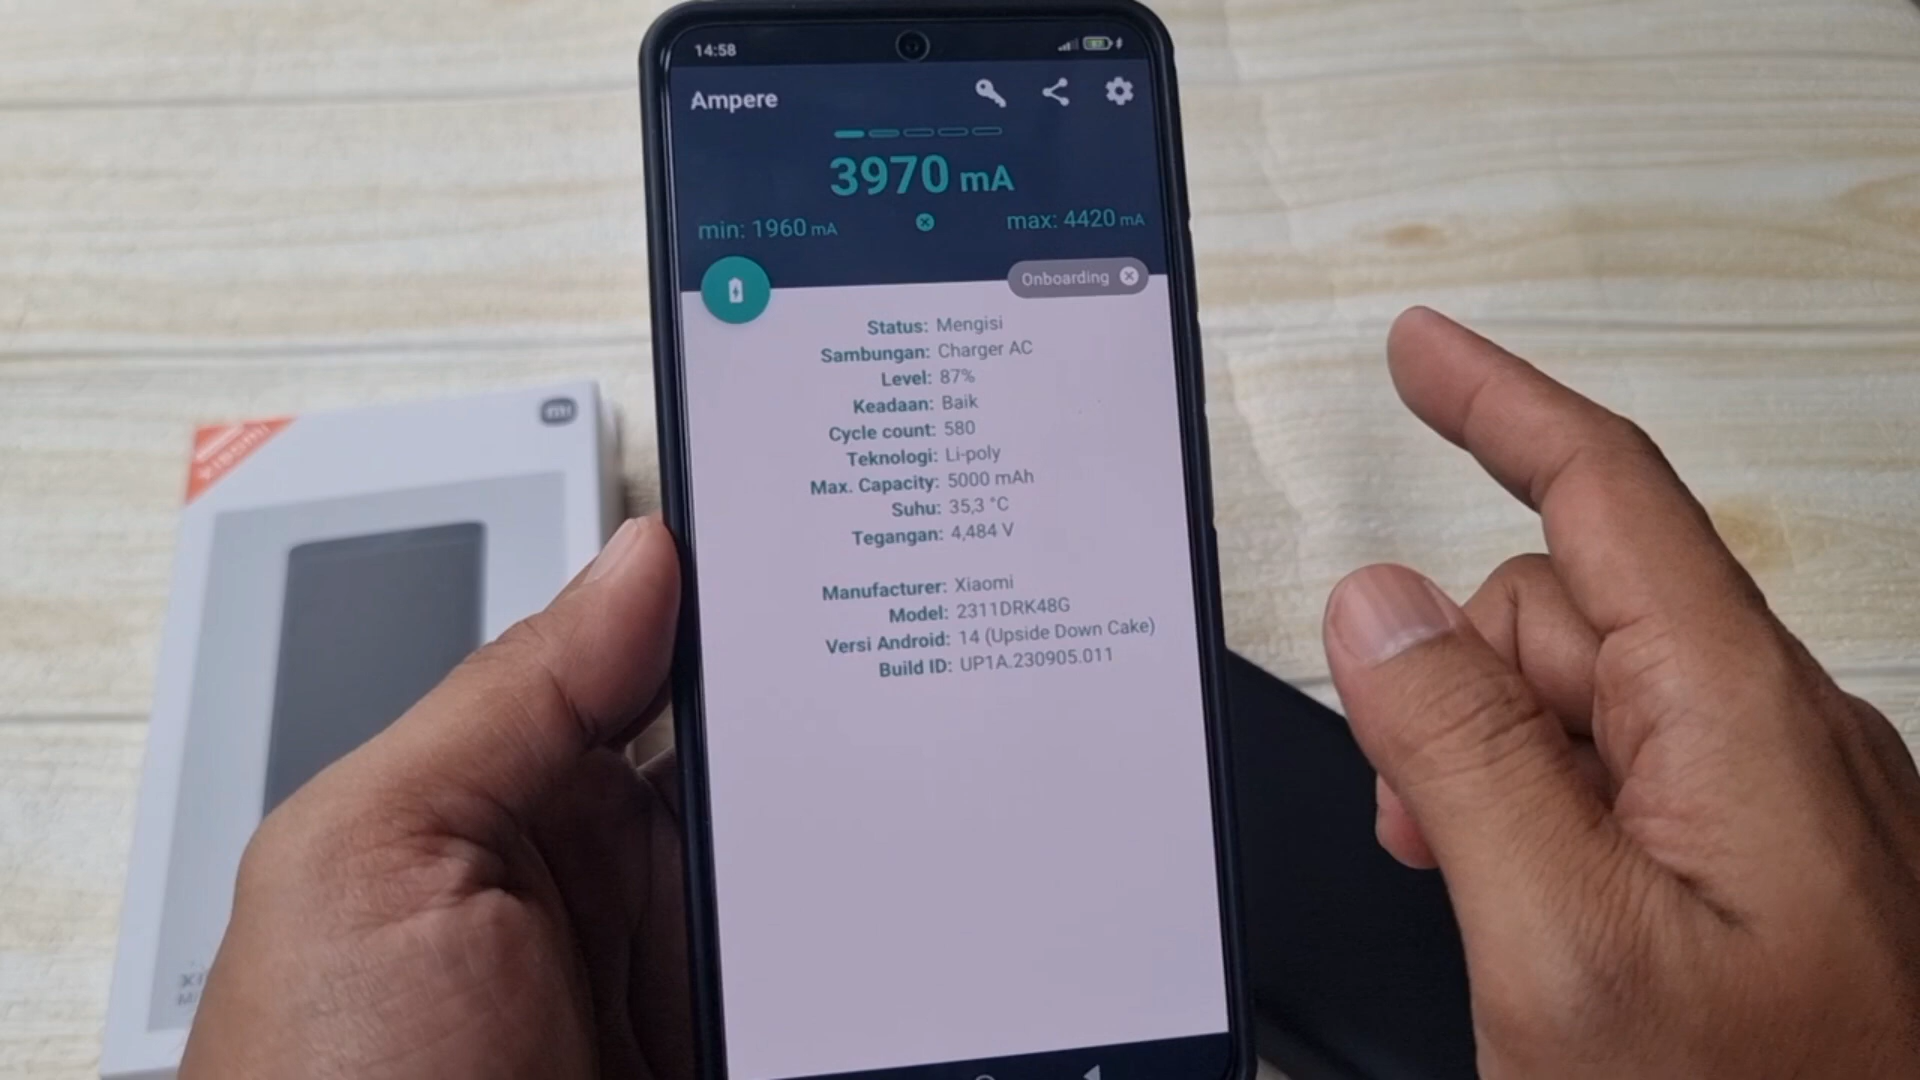 14:58
Ampere
3970 mA
min: 1960 mA
max: 4420 mA
Onboarding
Status: Mengisi
Sambungan: Charger AC
Level: 87%
Keadaan: Baik
Cycle count: 580
Teknologi: Li-poly
Max. Capacity: 5000 mAh
Suhu: 35,3 °C
Tegangan: 4,484 V
Manufacturer: Xiaomi
Model: 2311DRK48G
Versi Android: 14 (Upside Down Cake)
Build ID: UP1A.230905.011
mi
XIAOMI